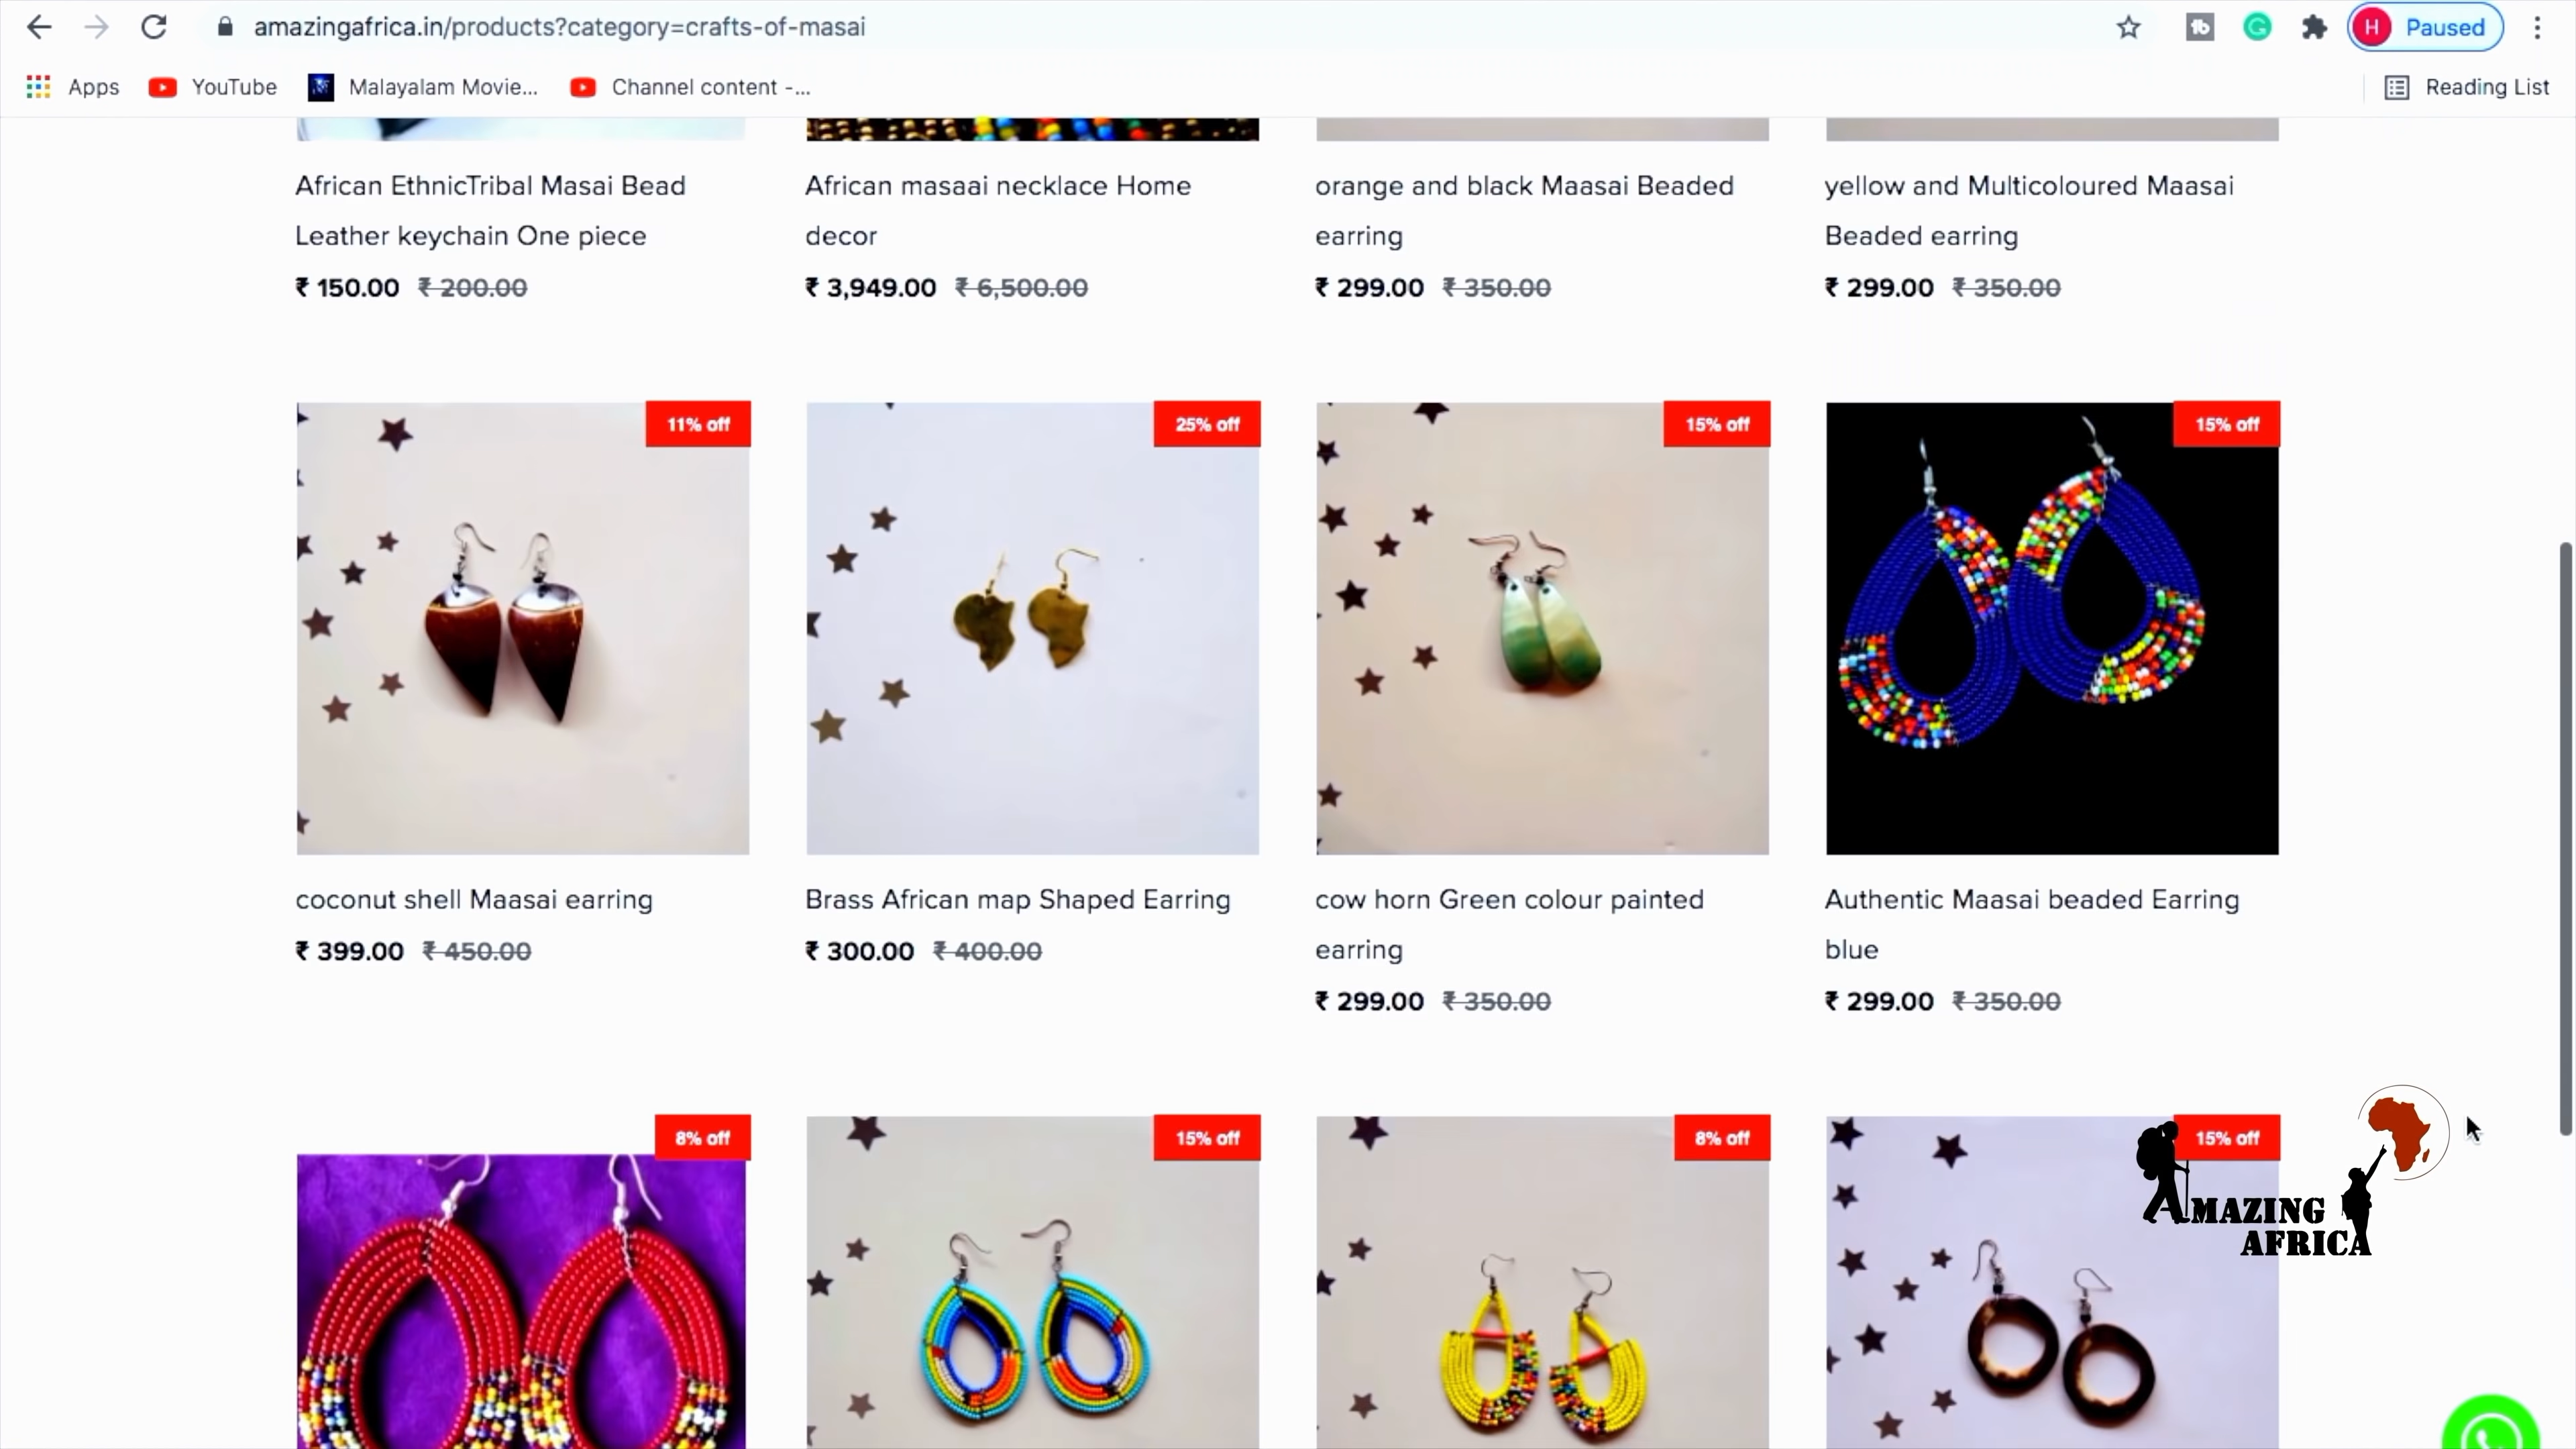 amazingafrica.in/products?category=crafts-of-masai
H Paused
Apps YouTube Malayalam Movie... Channel content -... Reading List
African EthnicTribal Masai Bead
Leather keychain One piece
₹ 150.00 ₹ 200.00
African masaai necklace Home
decor
₹ 3,949.00 ₹ 6,500.00
orange and black Maasai Beaded
earring
₹ 299.00 ₹ 350.00
yellow and Multicoloured Maasai
Beaded earring
₹ 299.00 ₹ 350.00
11% off
coconut shell Maasai earring
₹ 399.00 ₹ 450.00
25% off
Brass African map Shaped Earring
₹ 300.00 ₹ 400.00
15% off
cow horn Green colour painted
earring
₹ 299.00 ₹ 350.00
15% off
Authentic Maasai beaded Earring
blue
₹ 299.00 ₹ 350.00
8% off
15% off
8% off
15% off
AMAZING
AFRICA